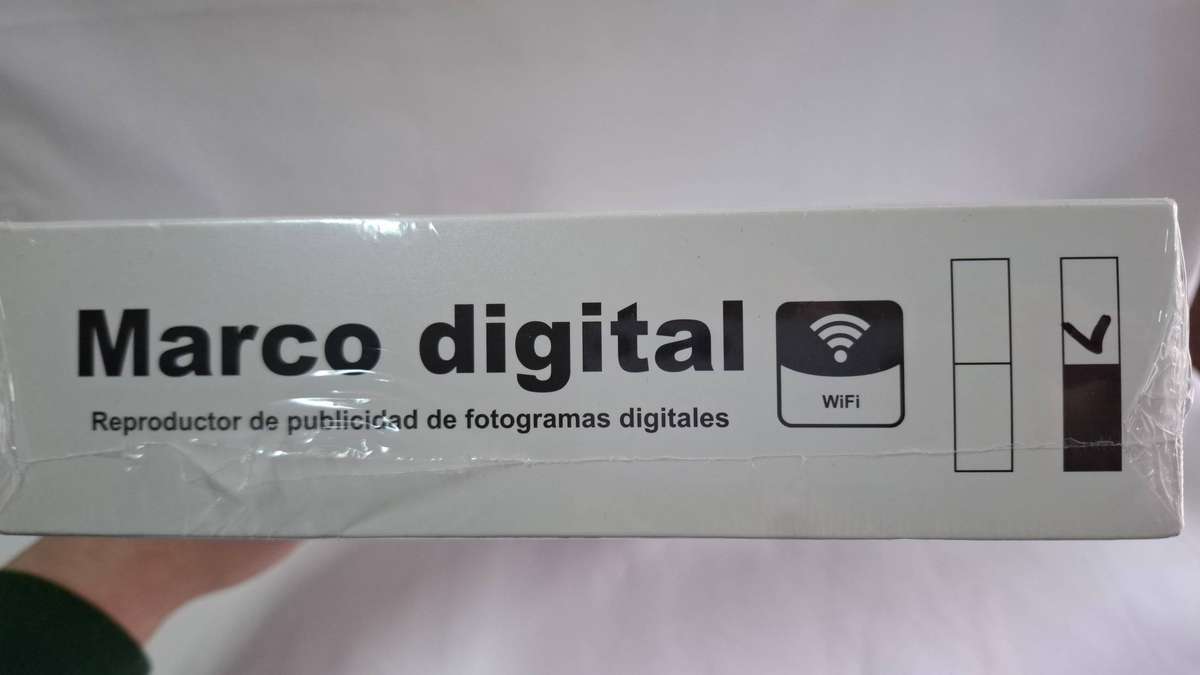 Marco digital
Reproductor de publicidad de fotogramas digitales
WiFi